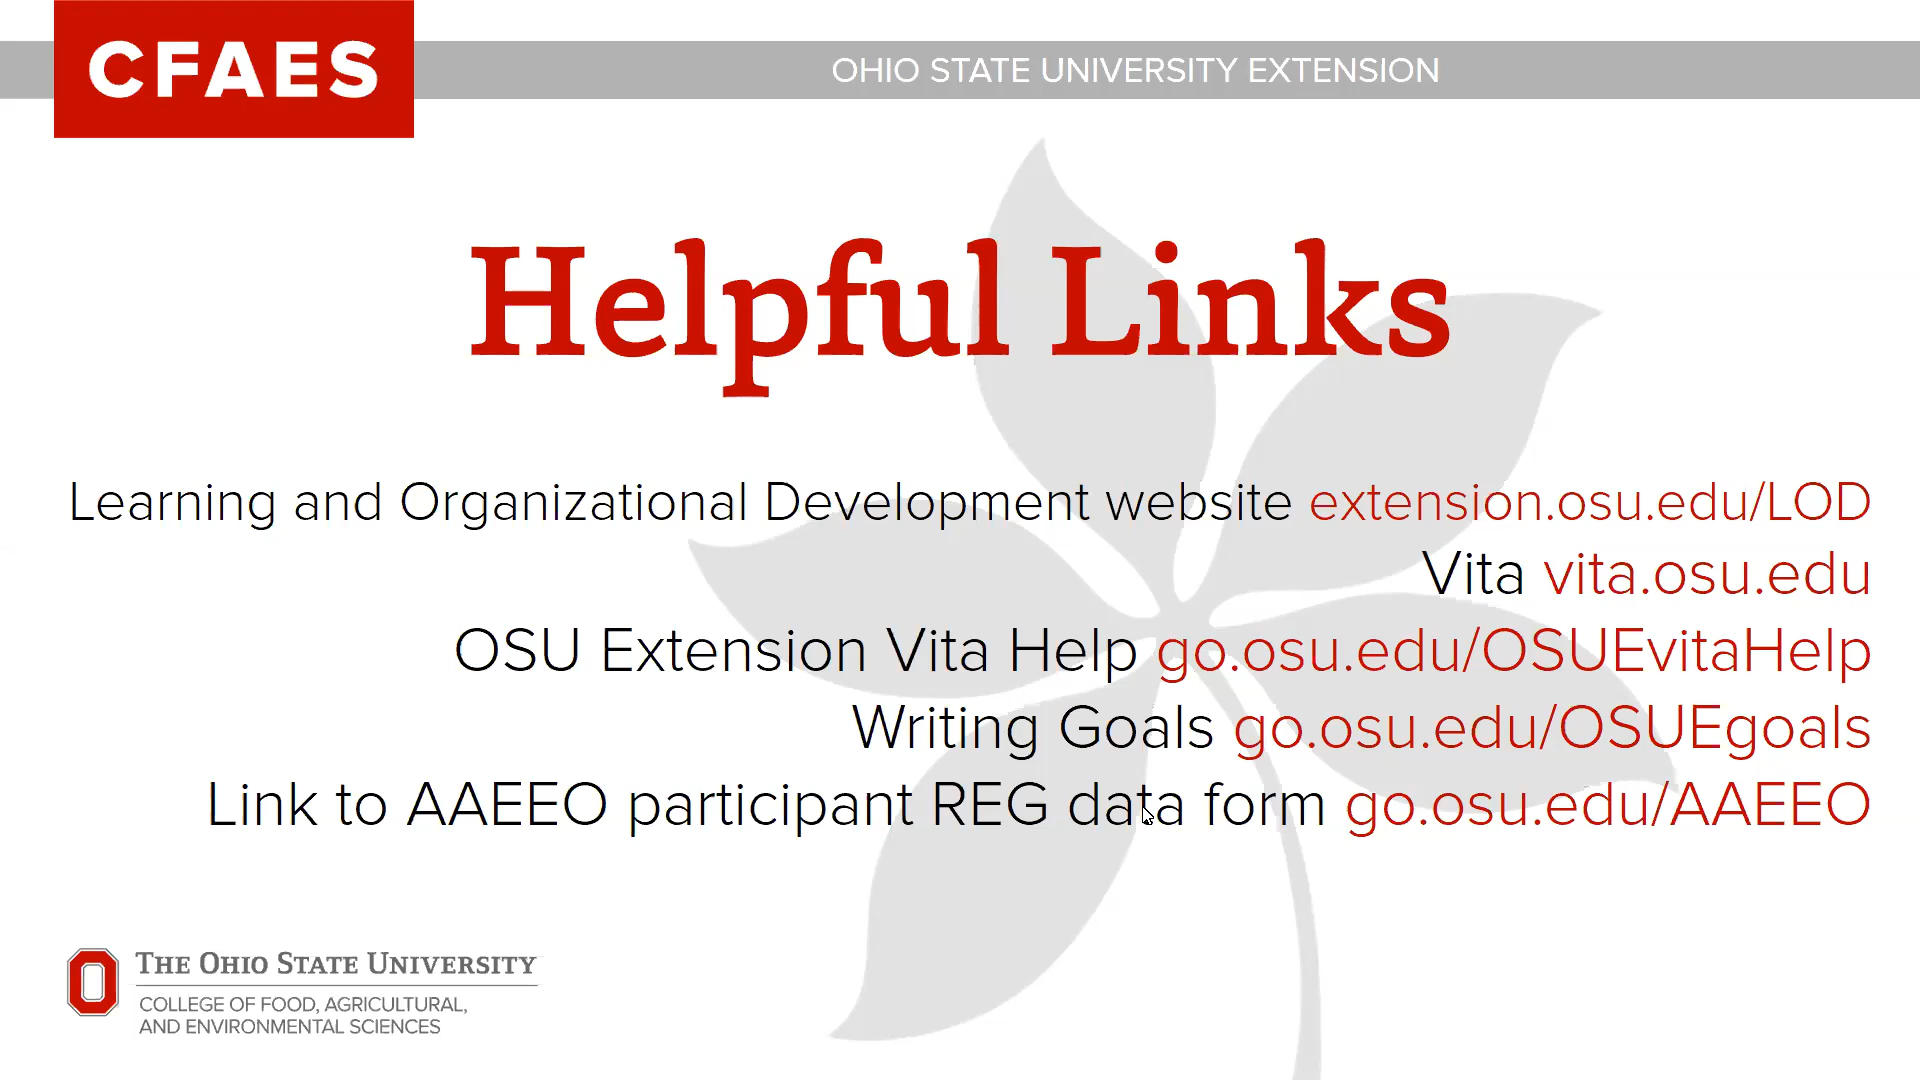 CFAES
OHIO STATE UNIVERSITY EXTENSION
Helpful Links
Learning and Organizational Development website extension.osu.edu/LOD
Vita vita.osu.edu
OSU Extension Vita Help go.osu.edu/OSUEvitaHelp
Writing Goals go.osu.edu/OSUEgoals
Link to AAEEO participant REG data form go.osu.edu/AAEEO
THE OHIO STATE UNIVERSITY
COLLEGE OF FOOD, AGRICULTURAL,
AND ENVIRONMENTAL SCIENCES